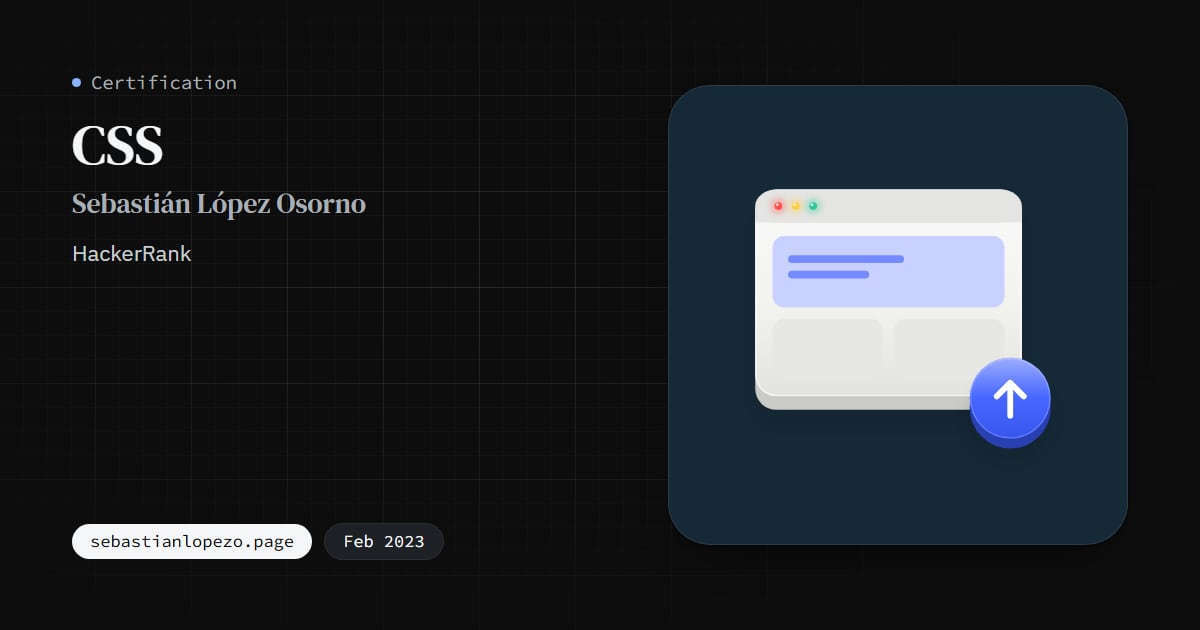 Certification
CSS
Sebastián López Osorno
HackerRank
sebastianlopezo.page
Feb 2023